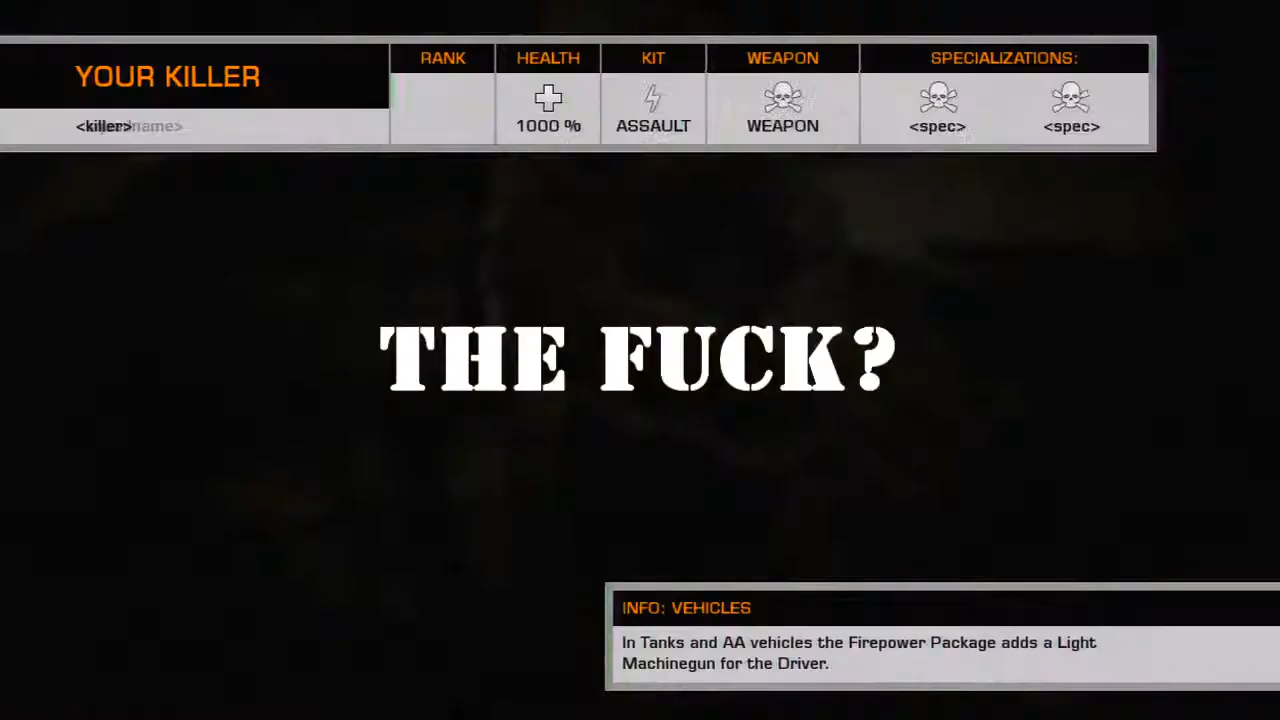 YOUR KILLER
RANK
HEALTH
KIT
WEAPON
SPECIALIZATIONS:
<killer>
1000 %
ASSAULT
WEAPON
<spec>
<spec>
THE FUCK?
INFO: VEHICLES
In Tanks and AA vehicles the Firepower Package adds a Light
Machinegun for the Driver.